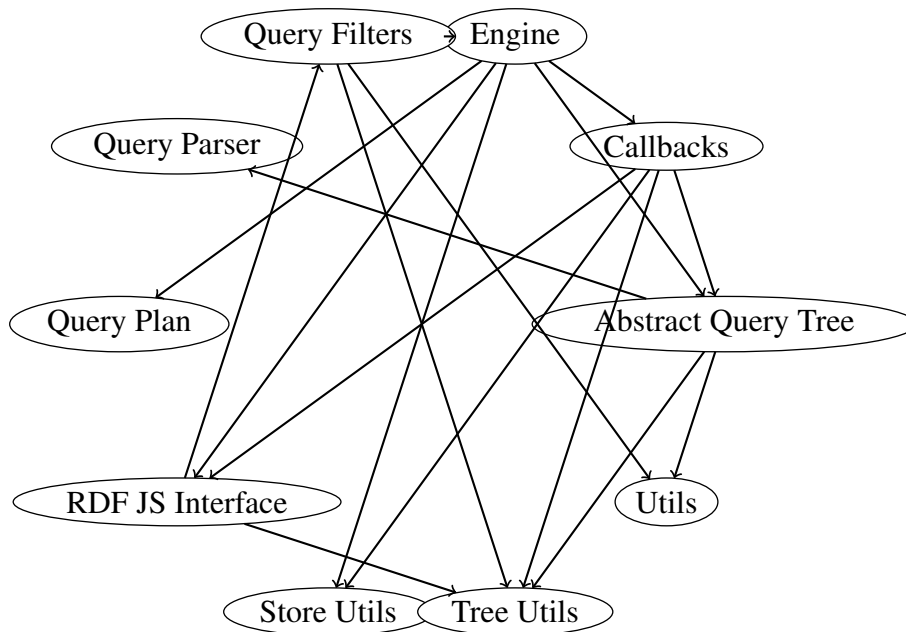 Query Filters
Engine
Query Parser
Callbacks
Query Plan
Abstract Query Tree
RDF JS Interface
Utils
Store Utils
Tree Utils